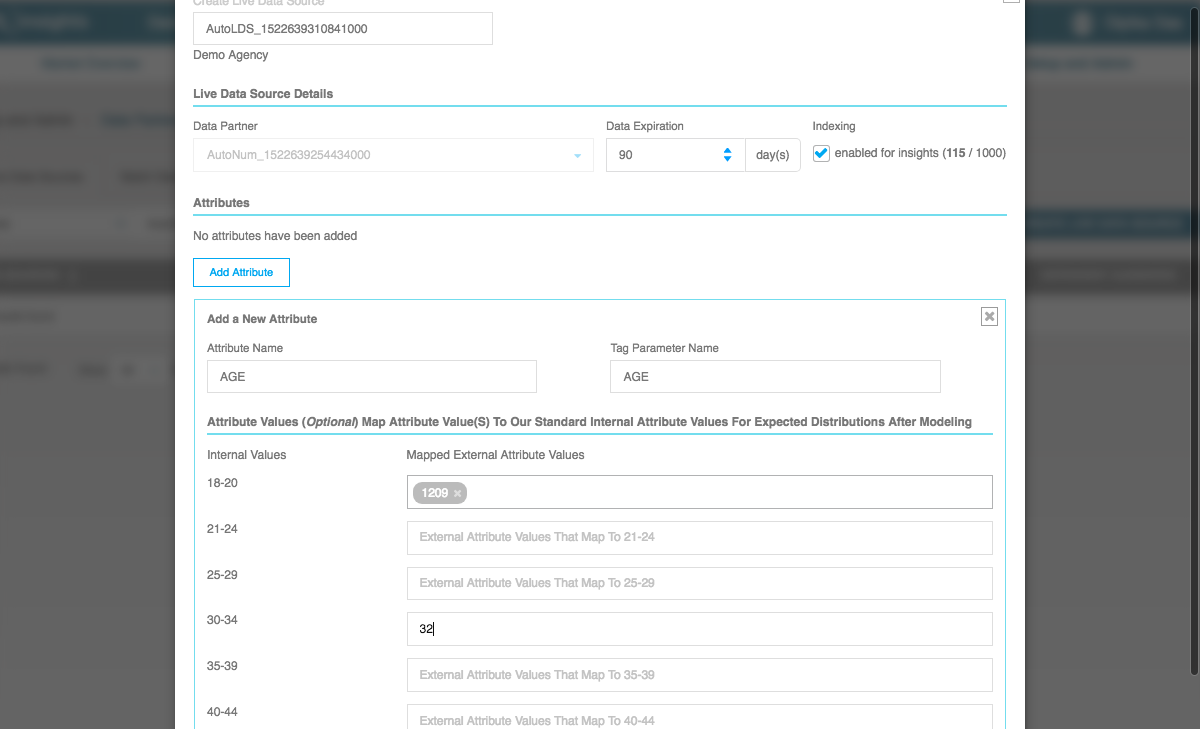 Create Live Data Source
AutoLDS_1522639310841000
Demo Agency
Live Data Source Details
Data Partner
Data Expiration
Indexing
AutoNum_1522639254434000
90
day(s)
enabled for insights (115 / 1000)
Attributes
No attributes have been added
Add Attribute
Add a New Attribute
Attribute Name
Tag Parameter Name
AGE
AGE
Attribute Values (Optional) Map Attribute Value(S) To Our Standard Internal Attribute Values For Expected Distributions After Modeling
Internal Values
Mapped External Attribute Values
18-20
1209
21-24
External Attribute Values That Map To 21-24
25-29
External Attribute Values That Map To 25-29
30-34
32
35-39
External Attribute Values That Map To 35-39
40-44
External Attribute Values That Map To 40-44